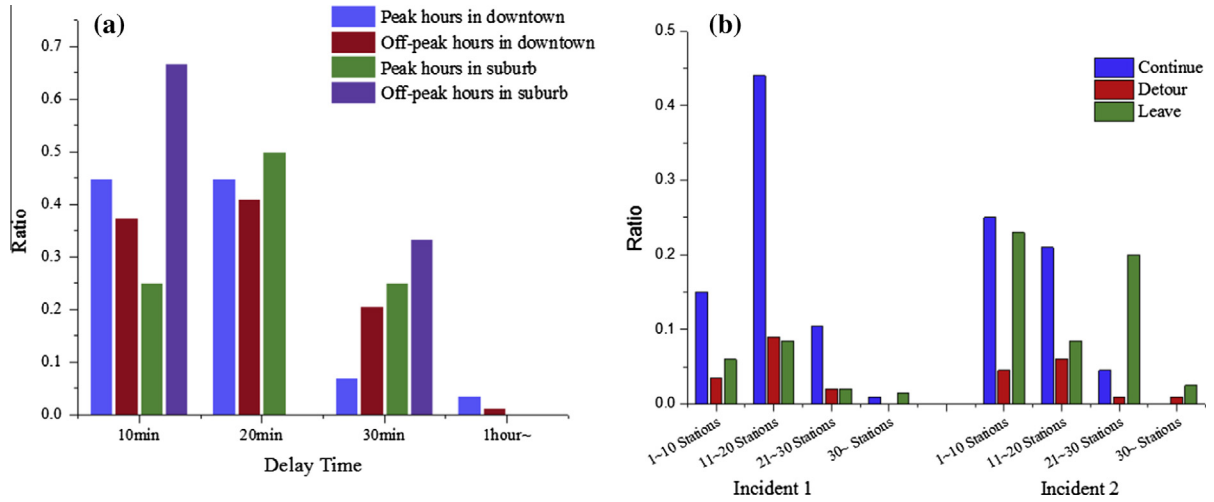 (a)
Peak hours in downtown
Off-peak hours in downtown
Peak hours in suburb
Off-peak hours in suburb
0.7
0.6
0.5
0.4
0.3
0.2
0.1
0.0
Ratio
10min
20min
30min
1hour~
Delay Time
(b)
Continue
Detour
Leave
0.5
0.4
0.3
0.2
0.1
0.0
Ratio
1~10 Stations
11~20 Stations
21~30 Stations
30~ Stations
1~10 Stations
11~20 Stations
21~30 Stations
30~ Stations
Incident 1
Incident 2